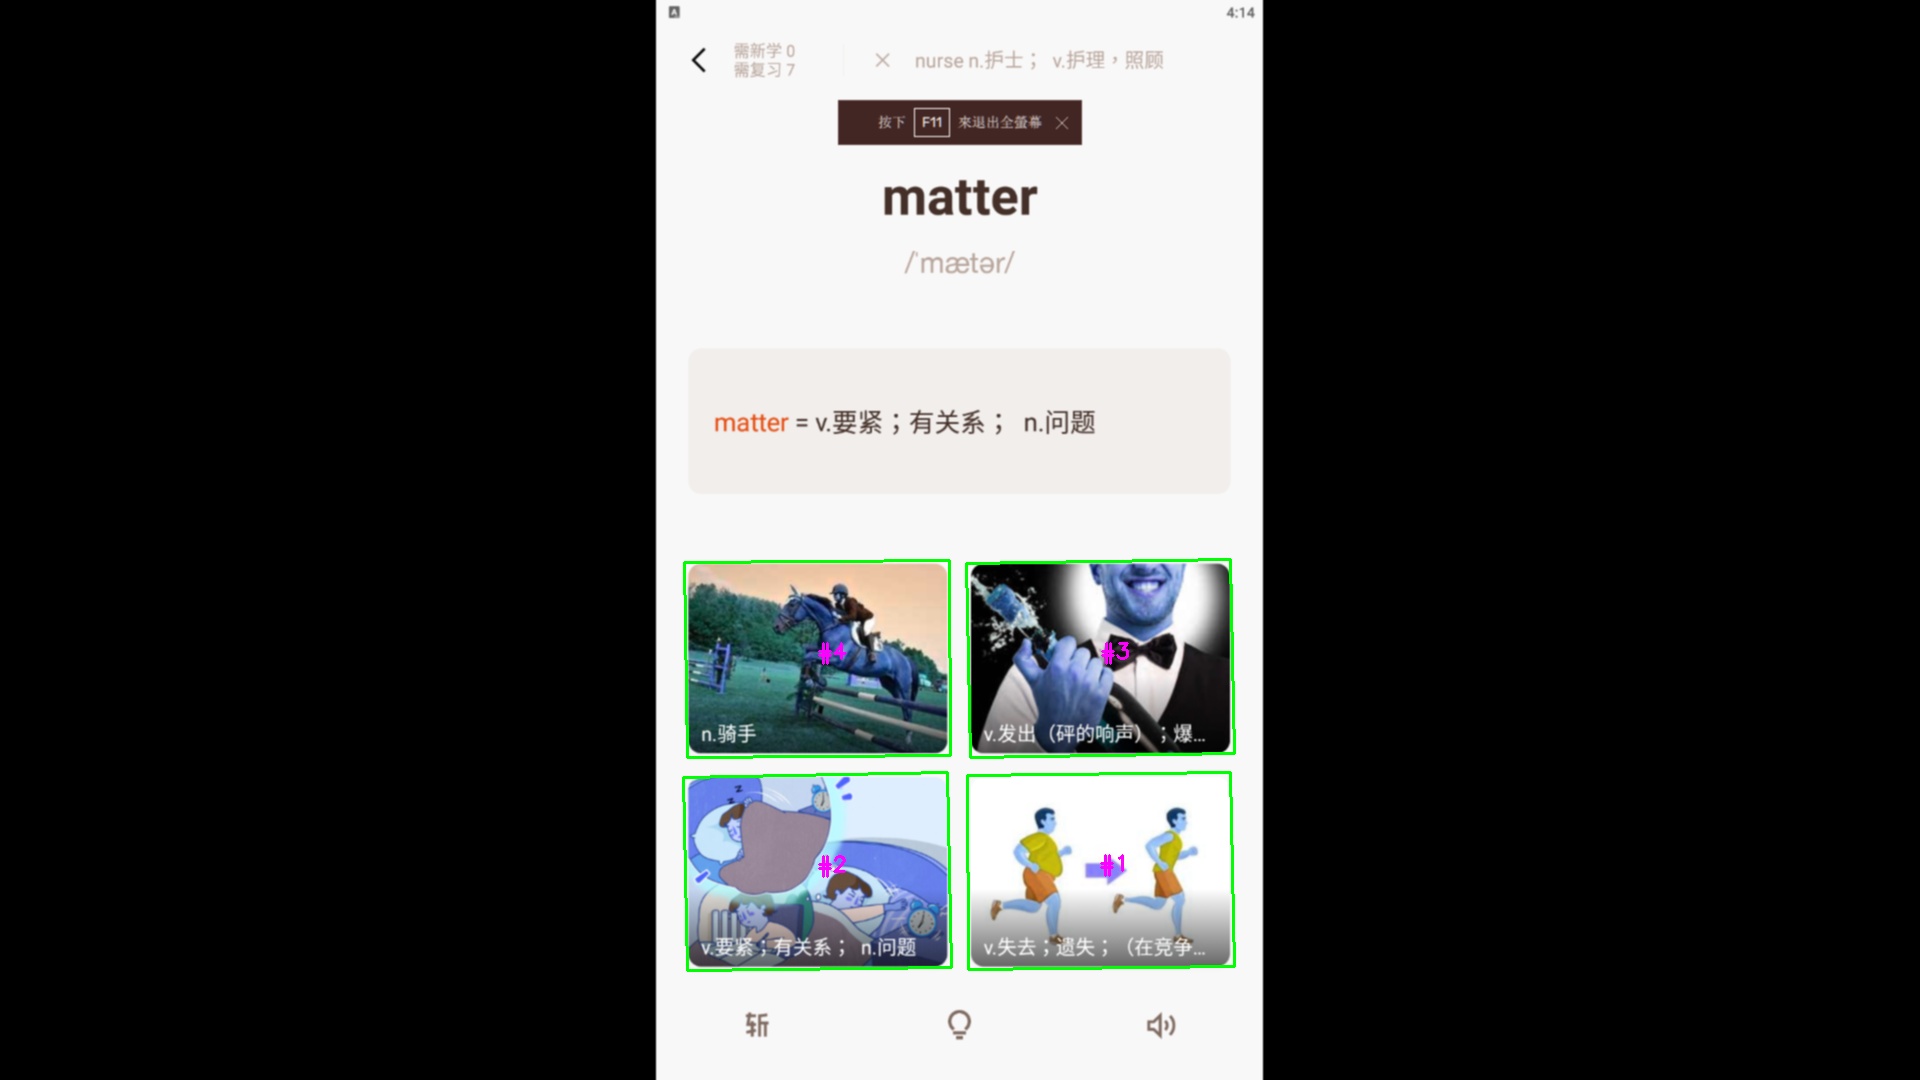 A
4:14
需新学 0
需复习 7
nurse n.护士； v.护理，照顾
按下 F11 來退出全螢幕
matter
/ˈmætər/
matter = v.要紧；有关系； n.问题
#4
n.骑手
#3
v.发出（砰的响声）；爆...
z z
#2
v.要紧；有关系； n.问题
#1
v.失去；遗失；（在竞争...
斩